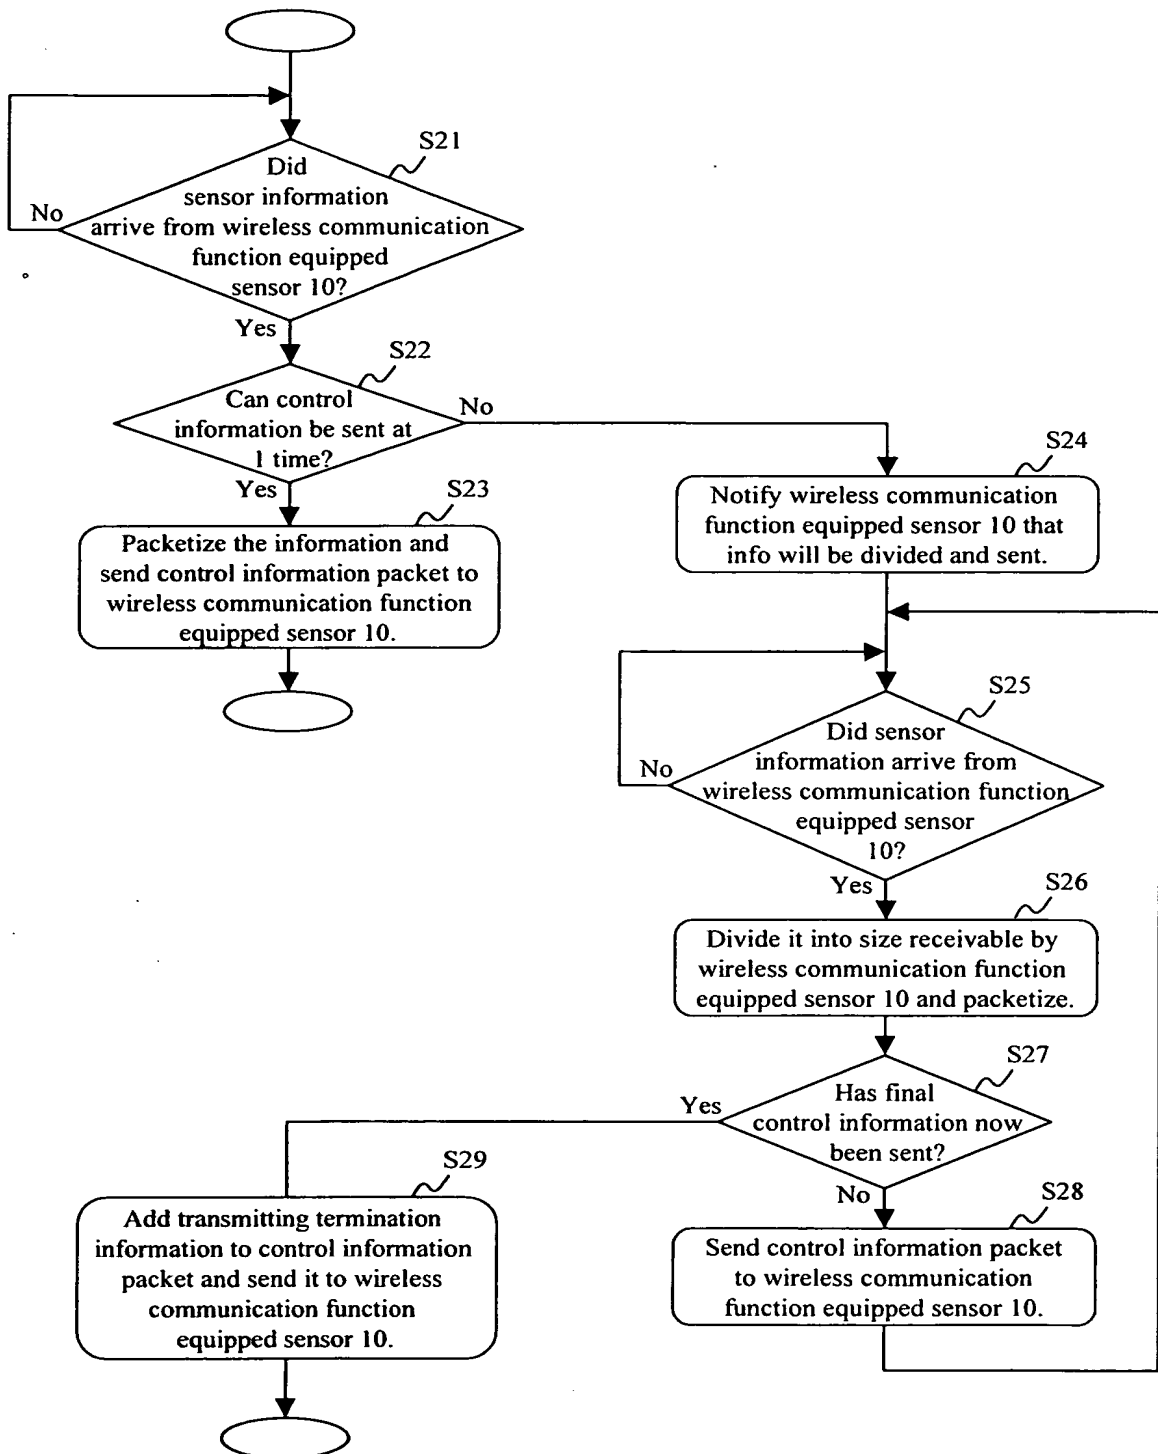 S21
Did
sensor information
arrive from wireless communication
function equipped
sensor 10?
No
Yes
S22
Can control
information be sent at
1 time?
No
Yes
S23
Packetize the information and
send control information packet to
wireless communication function
equipped sensor 10.
S24
Notify wireless communication
function equipped sensor 10 that
info will be divided and sent.
S25
Did sensor
information arrive from
wireless communication function
equipped sensor
10?
No
Yes
S26
Divide it into size receivable by
wireless communication function
equipped sensor 10 and packetize.
S27
Has final
control information now
been sent?
Yes
No
S28
Send control information packet
to wireless communication
function equipped sensor 10.
S29
Add transmitting termination
information to control information
packet and send it to wireless
communication function
equipped sensor 10.